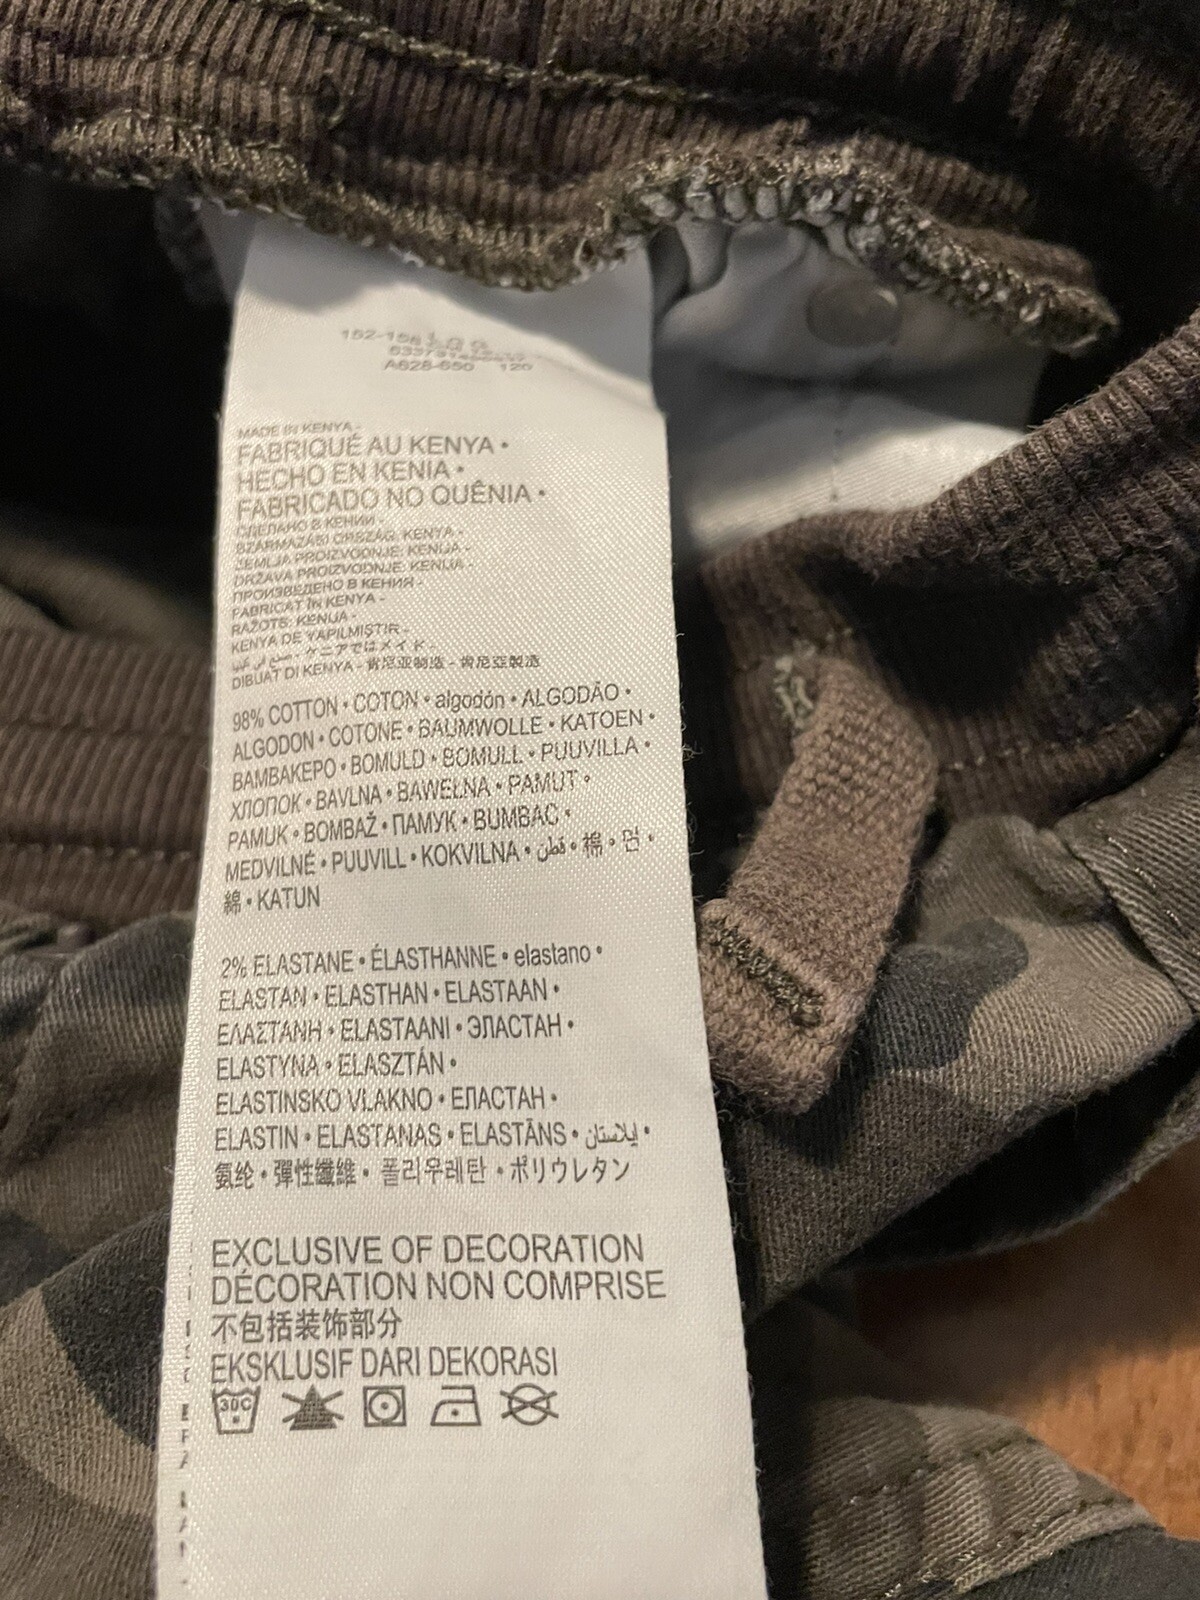 A628-650 120
MADE IN KENYA -
FABRIQUÉ AU KENYA •
HECHO EN KENIA •
FABRICADO NO QUÊNIA •
СДЕЛАНО В КЕНИИ -
SZÁRMAZÁSI ORSZÁG: KENYA -
ZEMLJA PROIZVODNJE: KENIJA -
DRŽAVA PROIZVODNJE: KENIJA -
ПРОИЗВЕДЕНО В КЕНИЯ -
FABRICAT ÎN KENYA -
RAŽOTS: KENIJA -
KENYA DE YAPILMIŞTIR -
ケニアではメイド -
DIBUAT DI KENYA - 肯尼亚制造 - 肯尼亞製造
98% COTTON • COTON • algodón • ALGODÃO •
ALGODON • COTONE • BAUMWOLLE • KATOEN •
ΒΑΜΒΑΚΕΡΟ • BOMULD • BOMULL • PUUVILLA •
ХЛОПОК • BAVLNA • BAWEŁNA • PAMUT •
PAMUK • BOMBAŽ • ПАМУК • BUMBAC •
MEDVILNĖ • PUUVILL • KOKVILNA • قطن • 棉 • 면 •
綿 • KATUN
2% ELASTANE • ÉLASTHANNE • elastano •
ELASTAN • ELASTHAN • ELASTAAN •
ΕΛΑΣΤΑΝΗ • ELASTAANI • ЭЛАСТАН •
ELASTYNA • ELASZTÁN •
ELASTINSKO VLAKNO • ЕЛАСТАН •
ELASTIN • ELASTANAS • ELASTĀNS • إيلاستان •
氨纶 • 彈性纖維 • 폴리우레탄 • ポリウレタン
EXCLUSIVE OF DECORATION
DÉCORATION NON COMPRISE
不包括装饰部分
EKSKLUSIF DARI DEKORASI
30C